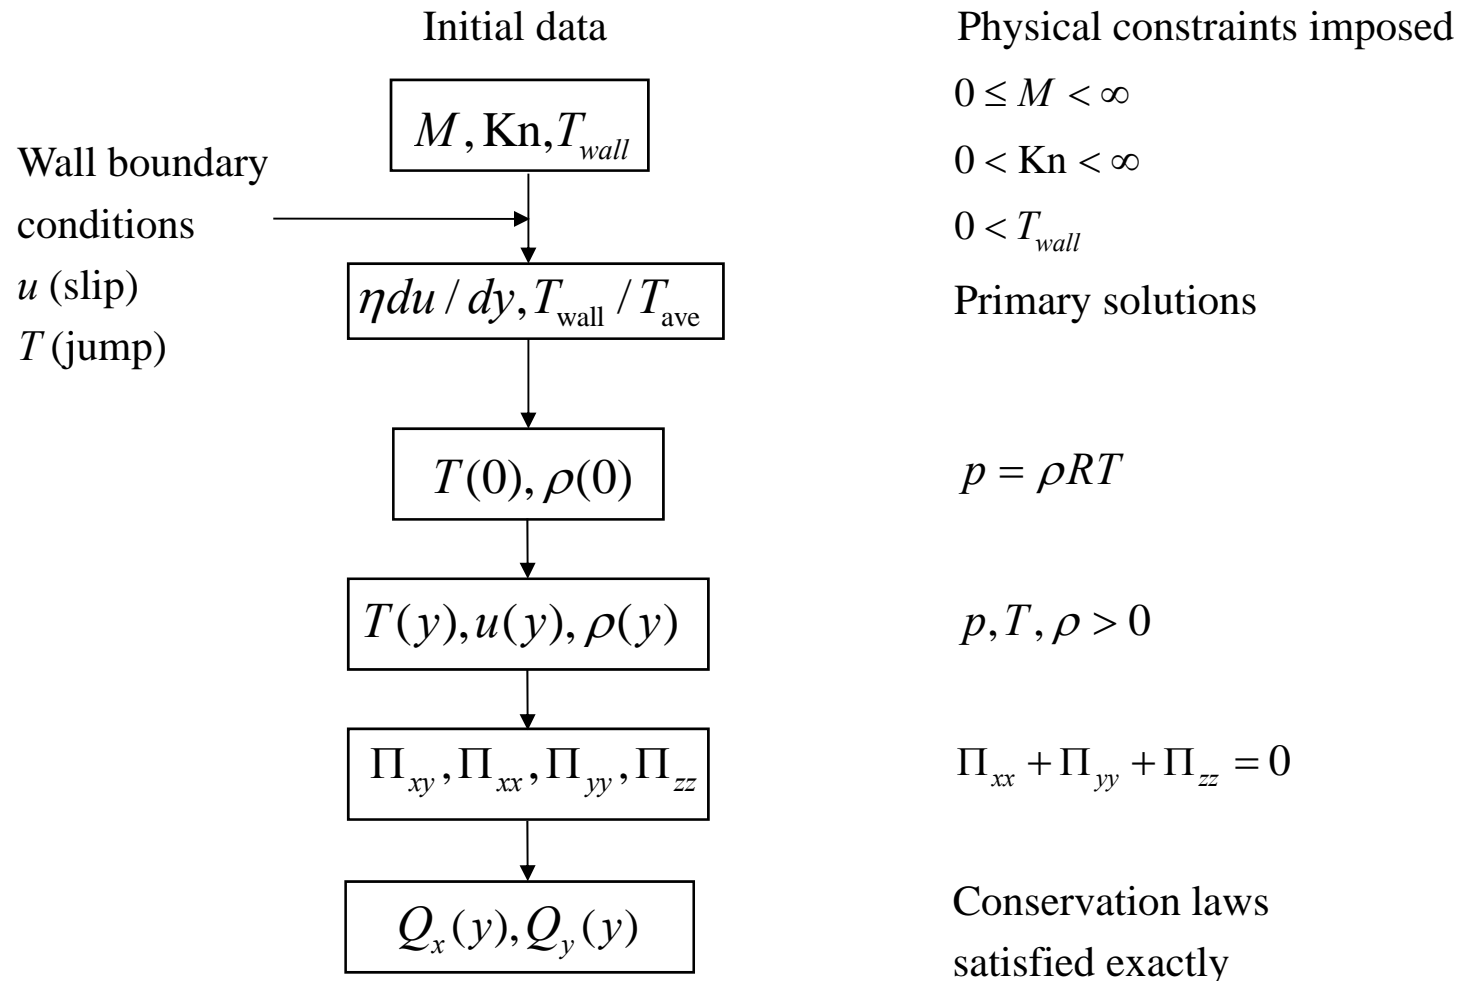 Initial data
Physical constraints imposed
M, Kn, T_wall
0 ≤ M < ∞
Wall boundary
conditions
u (slip)
T (jump)
0 < Kn < ∞
0 < T_wall
ηdu / dy, T_wall / T_ave
Primary solutions
T(0), ρ(0)
p = ρRT
T(y), u(y), ρ(y)
p, T, ρ > 0
Π_xy, Π_xx, Π_yy, Π_zz
Π_xx + Π_yy + Π_zz = 0
Q_x(y), Q_y(y)
Conservation laws
satisfied exactly